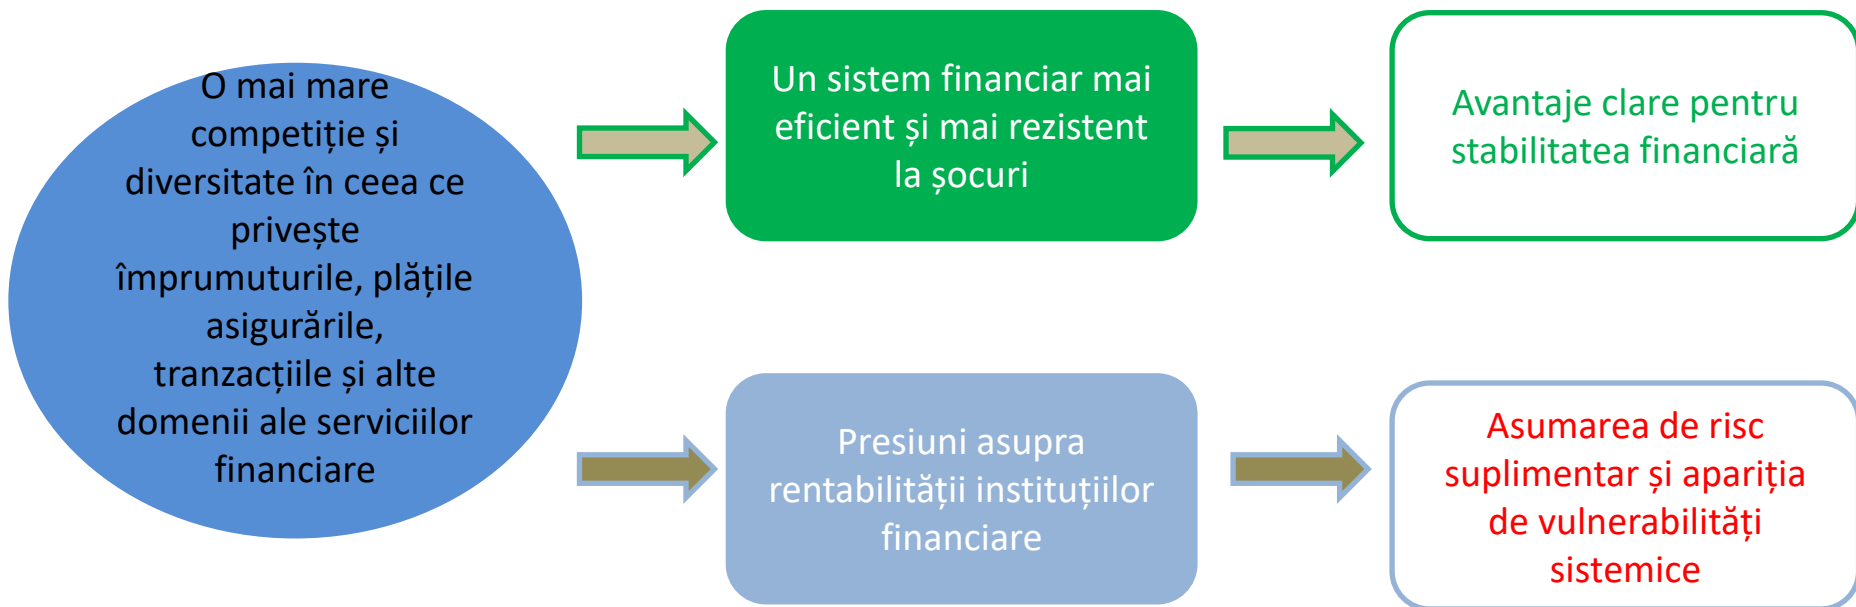 O mai mare
competiție și
diversitate în ceea ce
privește
împrumuturile, plățile
asigurările,
tranzacțiile și alte
domenii ale serviciilor
financiare
Un sistem financiar mai
eficient și mai rezistent
la șocuri
Avantaje clare pentru
stabilitatea financiară
Presiuni asupra
rentabilității instituțiilor
financiare
Asumarea de risc
suplimentar și apariția
de vulnerabilități
sistemice